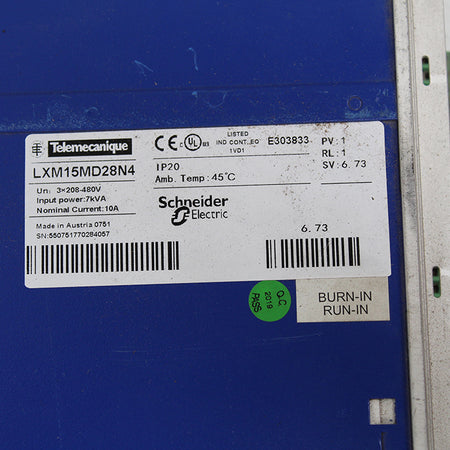 Telemecanique
LXM15MD28N4
Un: 3×208-480V
Input power: 7kVA
Nominal Current: 10A
Made in Austria 0751
SN:550751770284057
CE
UL
LISTED
IND CONT. EQ
1VD1
E303833
PV: 1
RL: 1
SV: 6.73
IP20
Amb. Temp: 45°C
Schneider
Electric
6.73
Q.C
2019
PASS
BURN-IN
RUN-IN